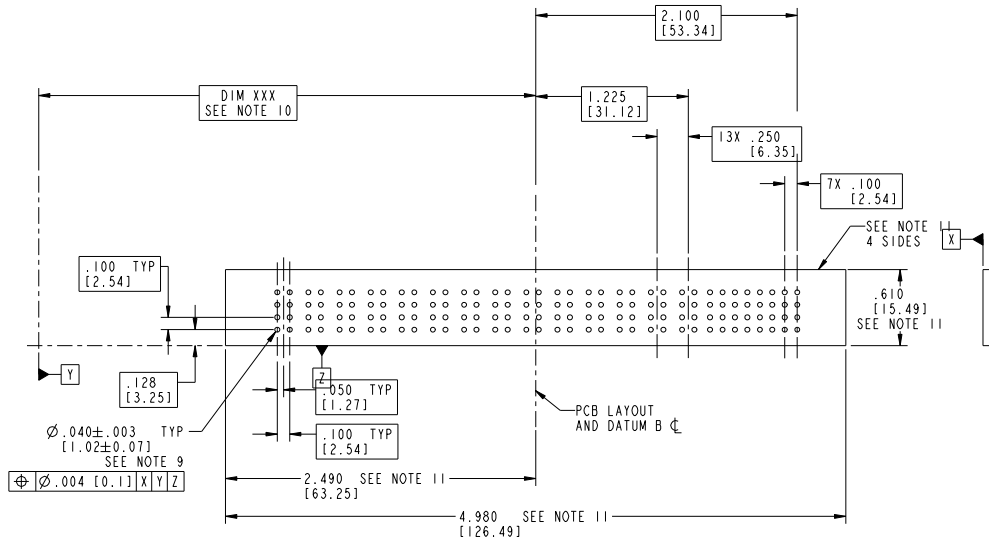 2.100
[53.34]
DIM XXX
SEE NOTE 10
1.225
[31.12]
13X .250
[6.35]
7X .100
[2.54]
SEE NOTE 11
4 SIDES
X
.100 TYP
[2.54]
.610
[15.49]
SEE NOTE 11
Y
.128
[3.25]
Z
.050 TYP
[1.27]
PCB LAYOUT
AND DATUM B ℄
Ø.040±.003 TYP
[1.02±0.07]
SEE NOTE 9
.100 TYP
[2.54]
⌖ Ø.004 [0.1] X Y Z
2.490 SEE NOTE 11
[63.25]
4.980 SEE NOTE 11
[126.49]